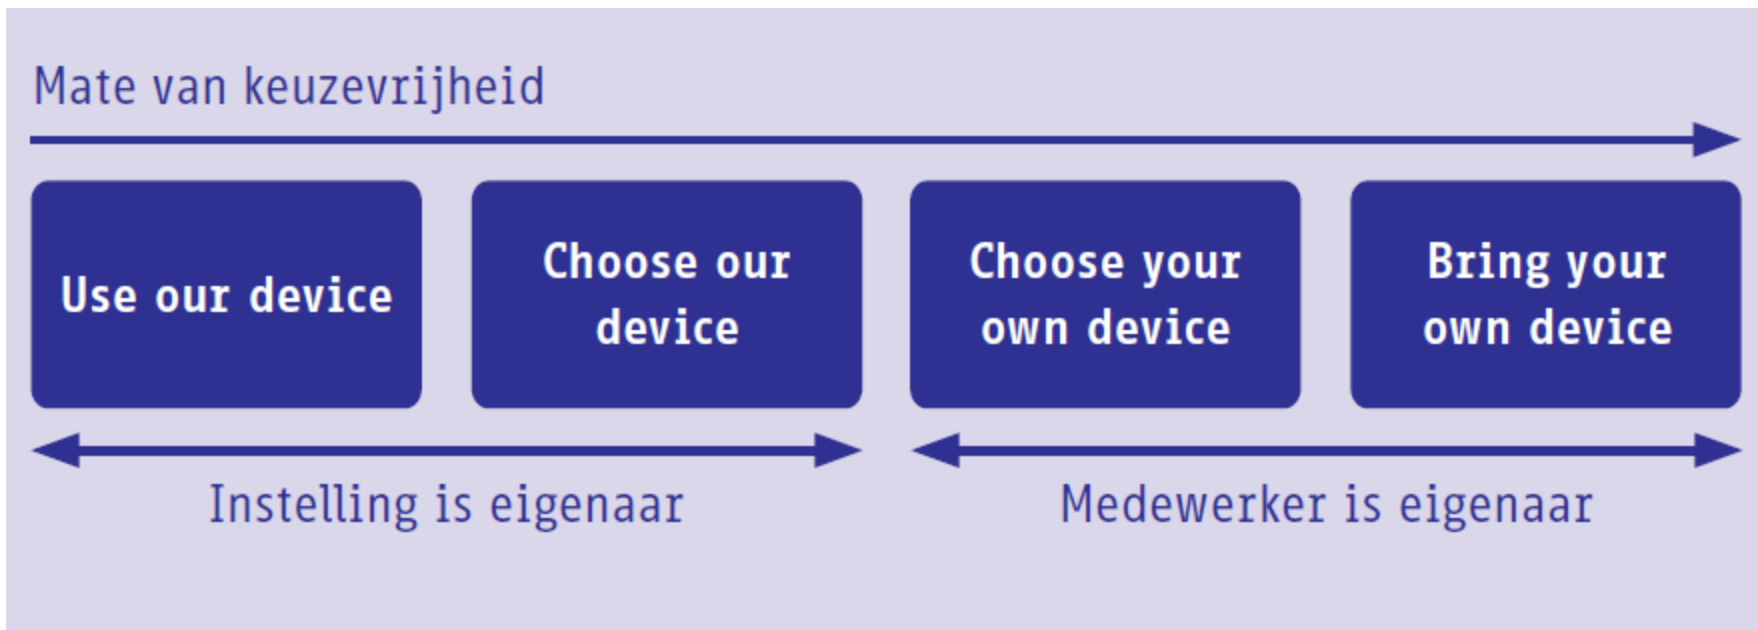 Mate van keuzevrijheid
Use our device
Choose our
device
Choose your
own device
Bring your
own device
Instelling is eigenaar
Medewerker is eigenaar